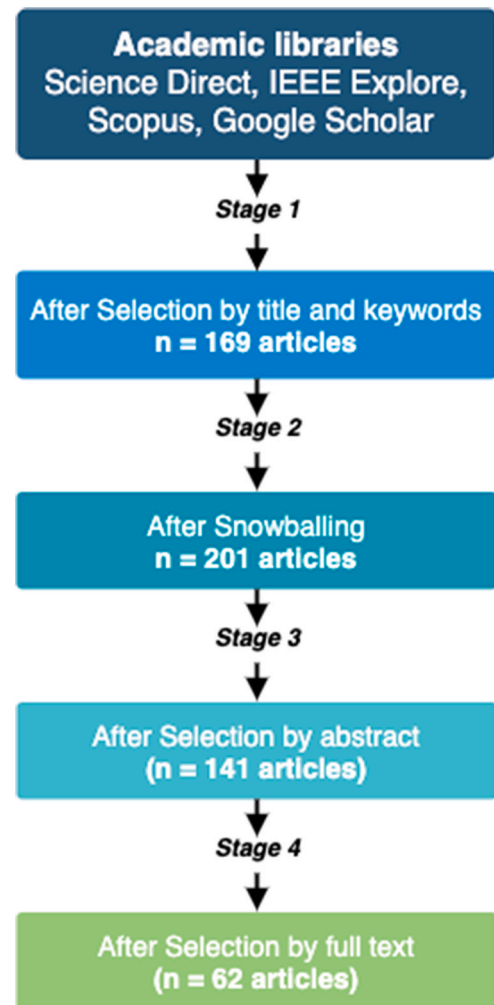 Academic libraries
Science Direct, IEEE Explore,
Scopus, Google Scholar
Stage 1
After Selection by title and keywords
n = 169 articles
Stage 2
After Snowballing
n = 201 articles
Stage 3
After Selection by abstract
(n = 141 articles)
Stage 4
After Selection by full text
(n = 62 articles)